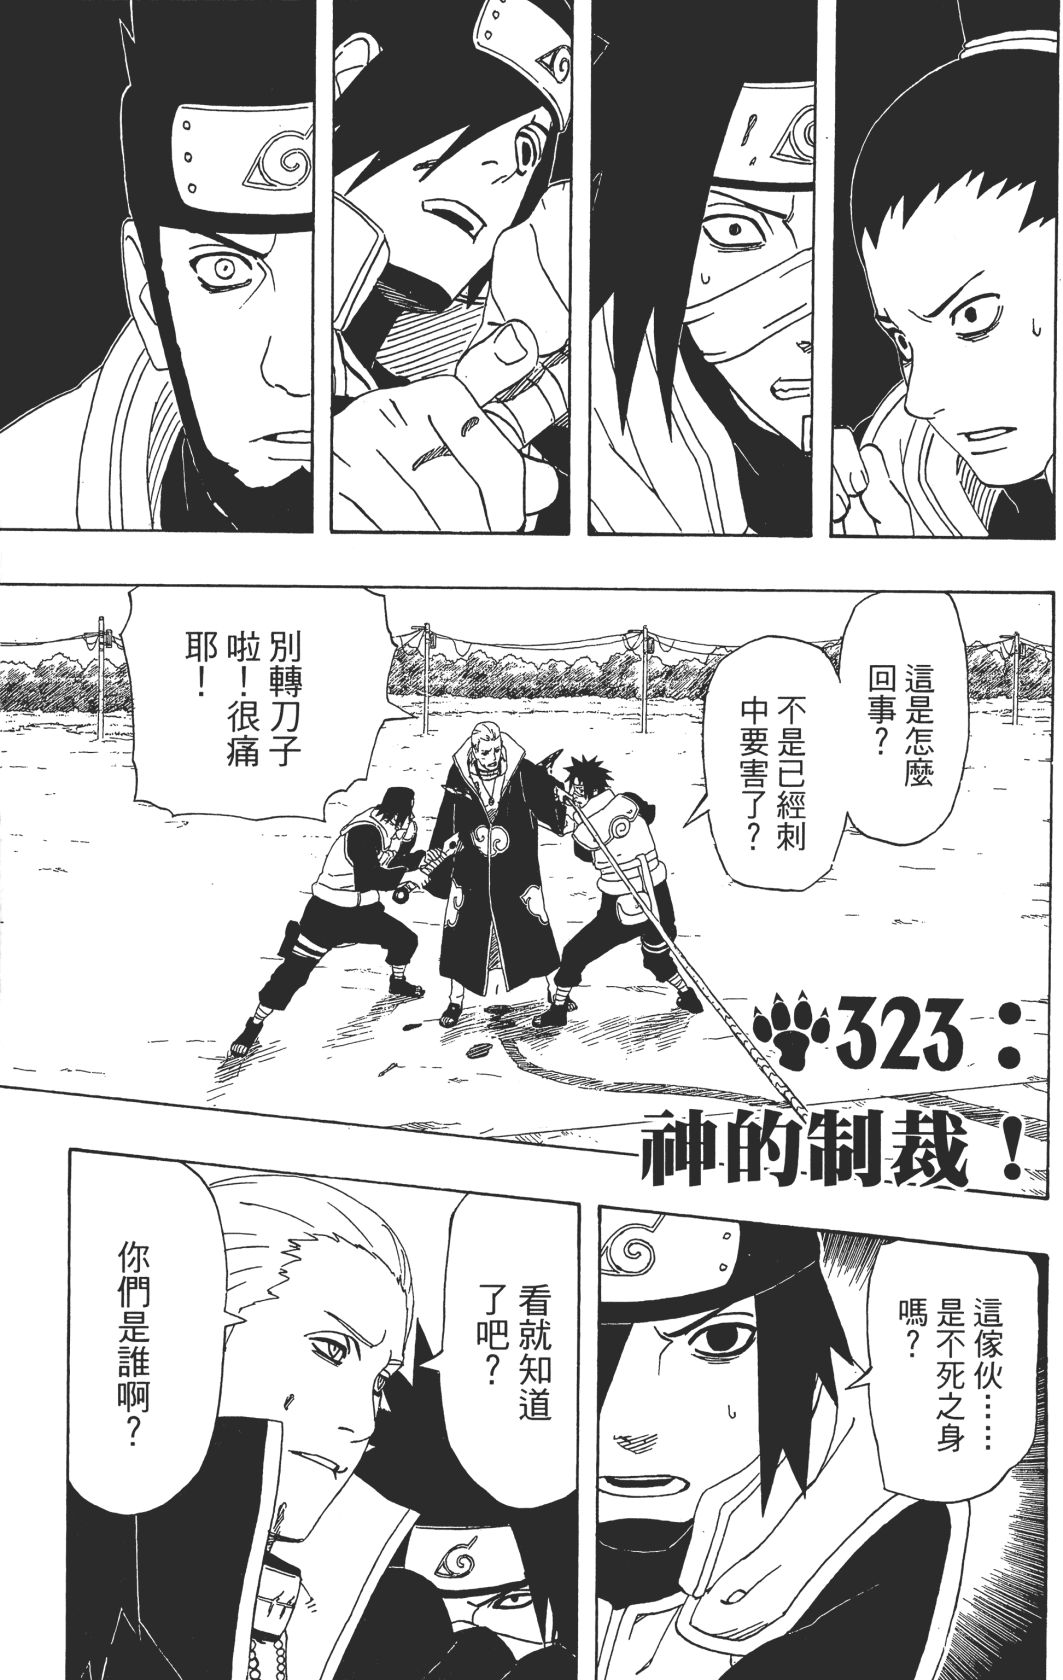 這是怎麼
回事？
不是已經刺
中要害了？
別轉刀子
啦！很痛
耶！
323：
神的制裁！
這傢伙……
是不死之身
嗎？
看就知道
了吧？
你們是誰啊？